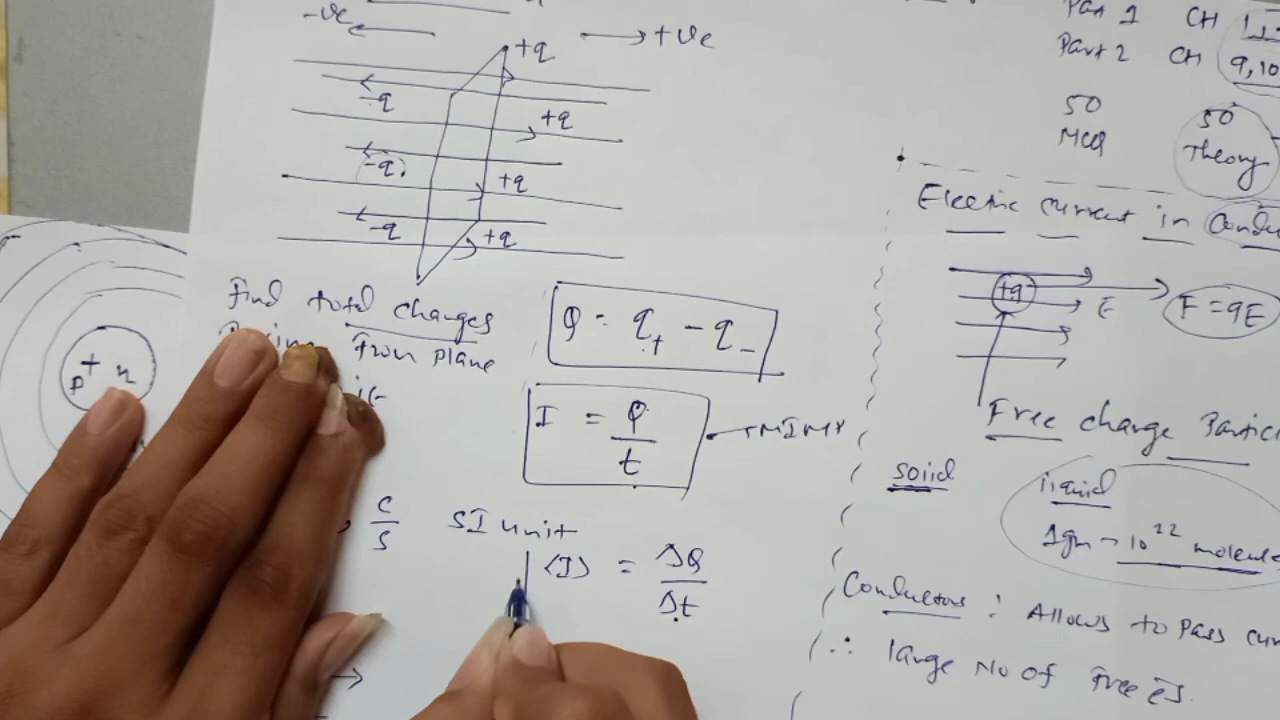 -ve
+ve
+q
-q
+q
-q
+q
-q
+q
Find total charges
From plane
Q = q+ - q-
I = Q/t
C/S SI unit
<I> = ΔQ/Δt
P+ n
Part 1 CH
Part 2 CH 9,10
50 MCQ
50 Theory
Electric current in
+q E F = qE
Free charge
solid
liquid
1gm - 10^22
Conductors : Allows to Pass
∴ large No of Free